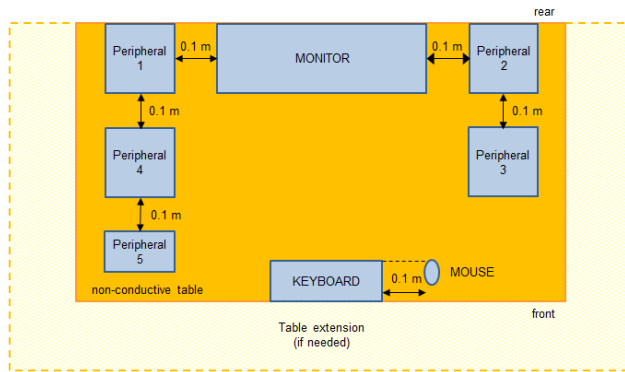 rear
Peripheral
1
0.1 m
MONITOR
0.1 m
Peripheral
2
0.1 m
0.1 m
Peripheral
4
Peripheral
3
0.1 m
Peripheral
5
KEYBOARD
0.1 m
MOUSE
non-conductive table
front
Table extension
(if needed)